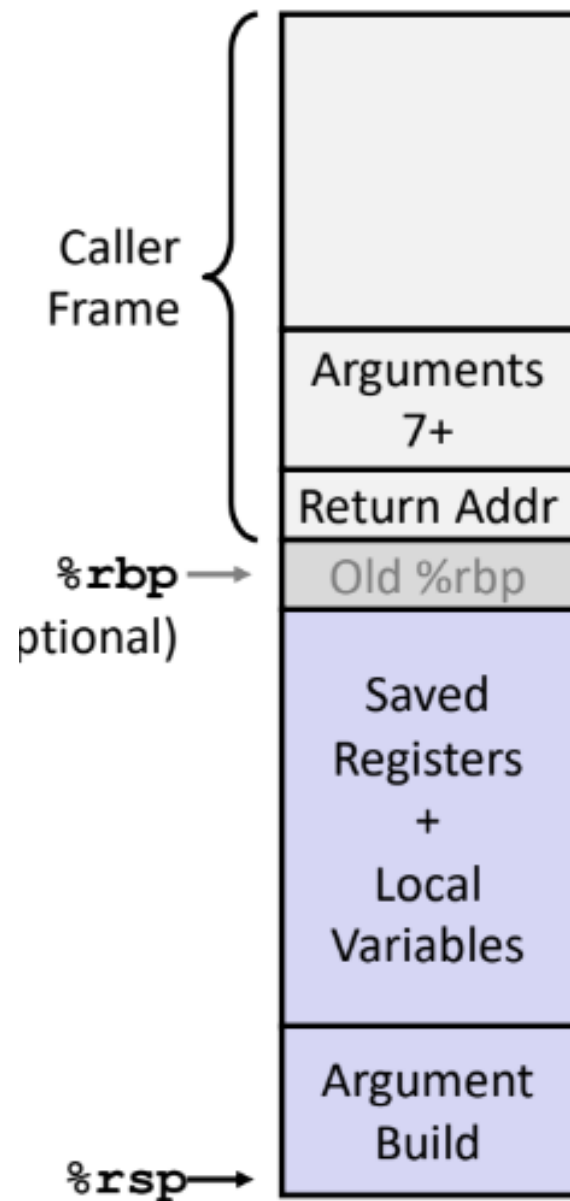 Caller
Frame
Arguments
7+
Return Addr
%rbp
Old %rbp
ptional)
Saved
Registers
+
Local
Variables
Argument
Build
%rsp